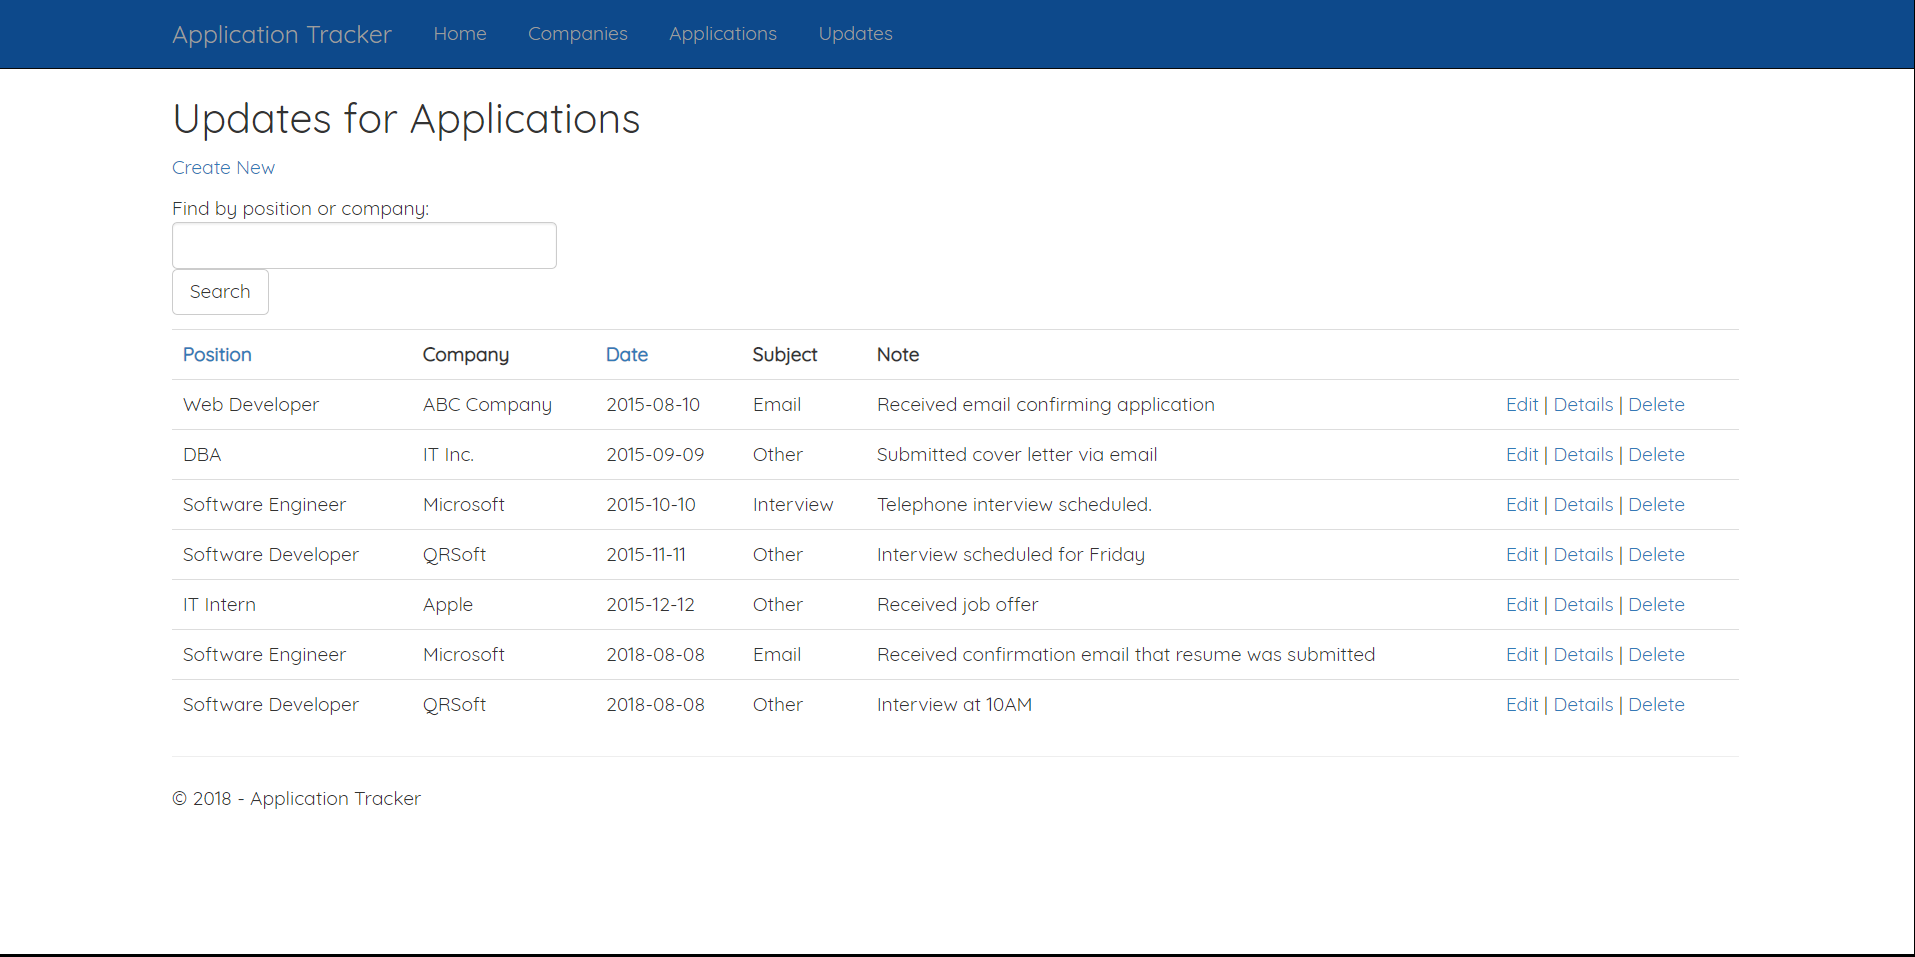 Application Tracker Home Companies Applications Updates
Updates for Applications
Create New
Find by position or company:
Search
Position Company Date Subject Note
Web Developer ABC Company 2015-08-10 Email Received email confirming application Edit | Details | Delete
DBA IT Inc. 2015-09-09 Other Submitted cover letter via email Edit | Details | Delete
Software Engineer Microsoft 2015-10-10 Interview Telephone interview scheduled. Edit | Details | Delete
Software Developer QRSoft 2015-11-11 Other Interview scheduled for Friday Edit | Details | Delete
IT Intern Apple 2015-12-12 Other Received job offer Edit | Details | Delete
Software Engineer Microsoft 2018-08-08 Email Received confirmation email that resume was submitted Edit | Details | Delete
Software Developer QRSoft 2018-08-08 Other Interview at 10AM Edit | Details | Delete
© 2018 - Application Tracker